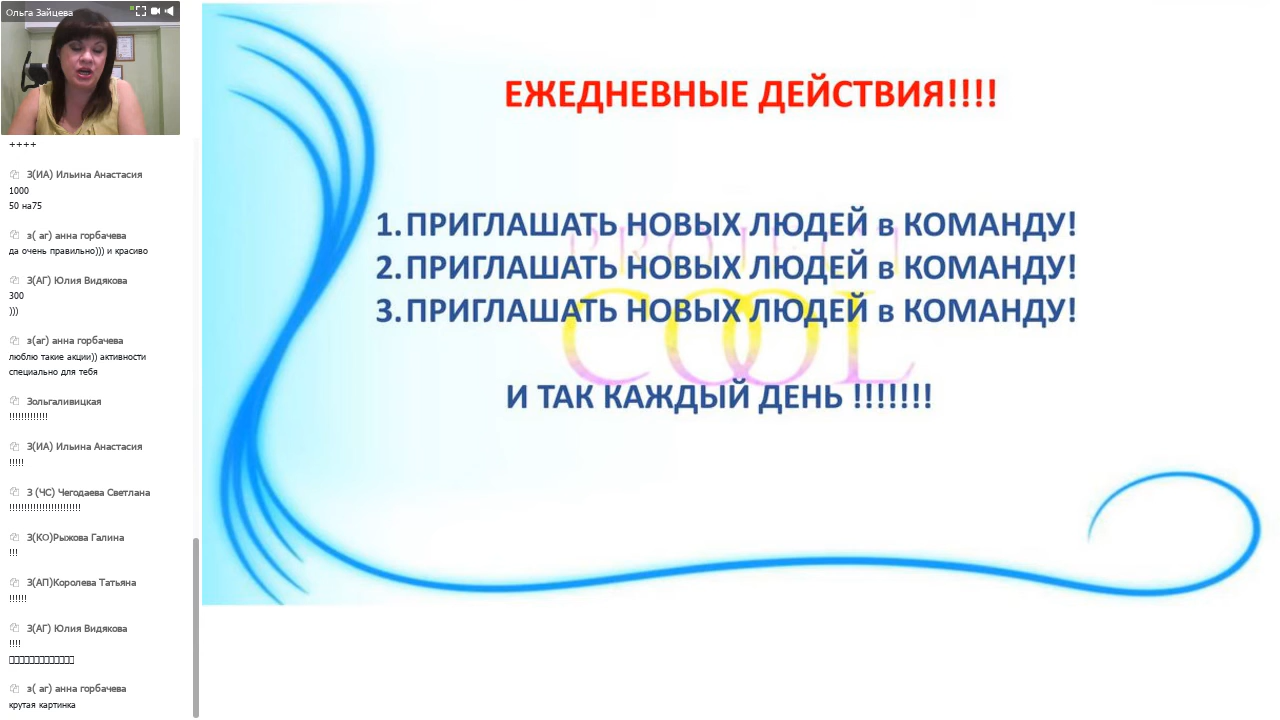 Ольга Зайцева
++++
З(ИА) Ильина Анастасия
1000
50 на75
з( аг) анна горбачева
да очень правильно))) и красиво
З(АГ) Юлия Видякова
300
)))
з(аг) анна горбачева
люблю такие акции)) активности
специально для тебя
Зольгаливицкая
!!!!!!!!!!!!!
З(ИА) Ильина Анастасия
!!!!!
З (ЧС) Чегодаева Светлана
!!!!!!!!!!!!!!!!!!!!!!!!
З(КО)Рыжова Галина
!!!
З(АП)Королева Татьяна
!!!!!!
З(АГ) Юлия Видякова
!!!!
з( аг) анна горбачева
крутая картинка
ЕЖЕДНЕВНЫЕ ДЕЙСТВИЯ!!!!
1.ПРИГЛАШАТЬ НОВЫХ ЛЮДЕЙ в КОМАНДУ!
2.ПРИГЛАШАТЬ НОВЫХ ЛЮДЕЙ в КОМАНДУ!
3.ПРИГЛАШАТЬ НОВЫХ ЛЮДЕЙ в КОМАНДУ!
И ТАК КАЖДЫЙ ДЕНЬ !!!!!!!
PROJECT
COOL